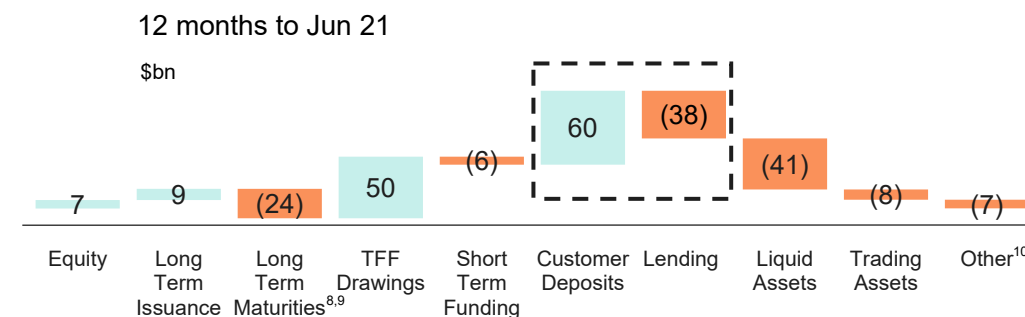 12 months to Jun 21
$bn
7
9
(24)
50
(6)
60
(38)
(41)
(8)
(7)
Equity
Long
Term
Issuance
Long
Term
Maturities8,9
TFF
Drawings
Short
Term
Funding
Customer
Deposits
Lending
Liquid
Assets
Trading
Assets
Other10